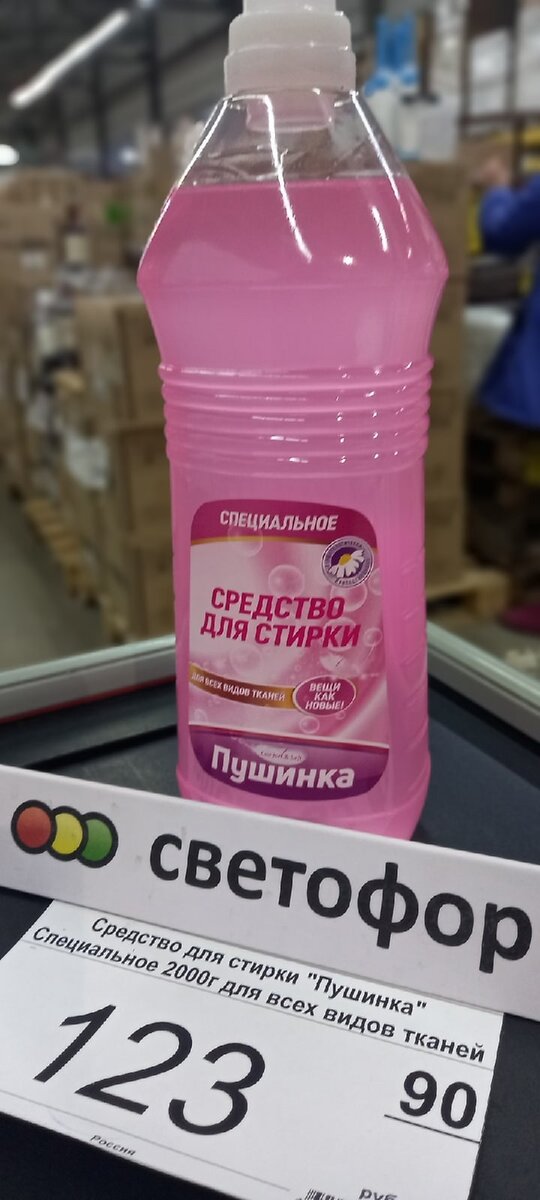 СПЕЦИАЛЬНОЕ
СРЕДСТВО
ДЛЯ СТИРКИ
ДЛЯ ВСЕХ ВИДОВ ТКАНЕЙ
ВЕЩИ
КАК
НОВЫЕ!
Пушинка
светофор
Средство для стирки "Пушинка"
Специальное 2000г для всех видов тканей
123
90
Россия
руб